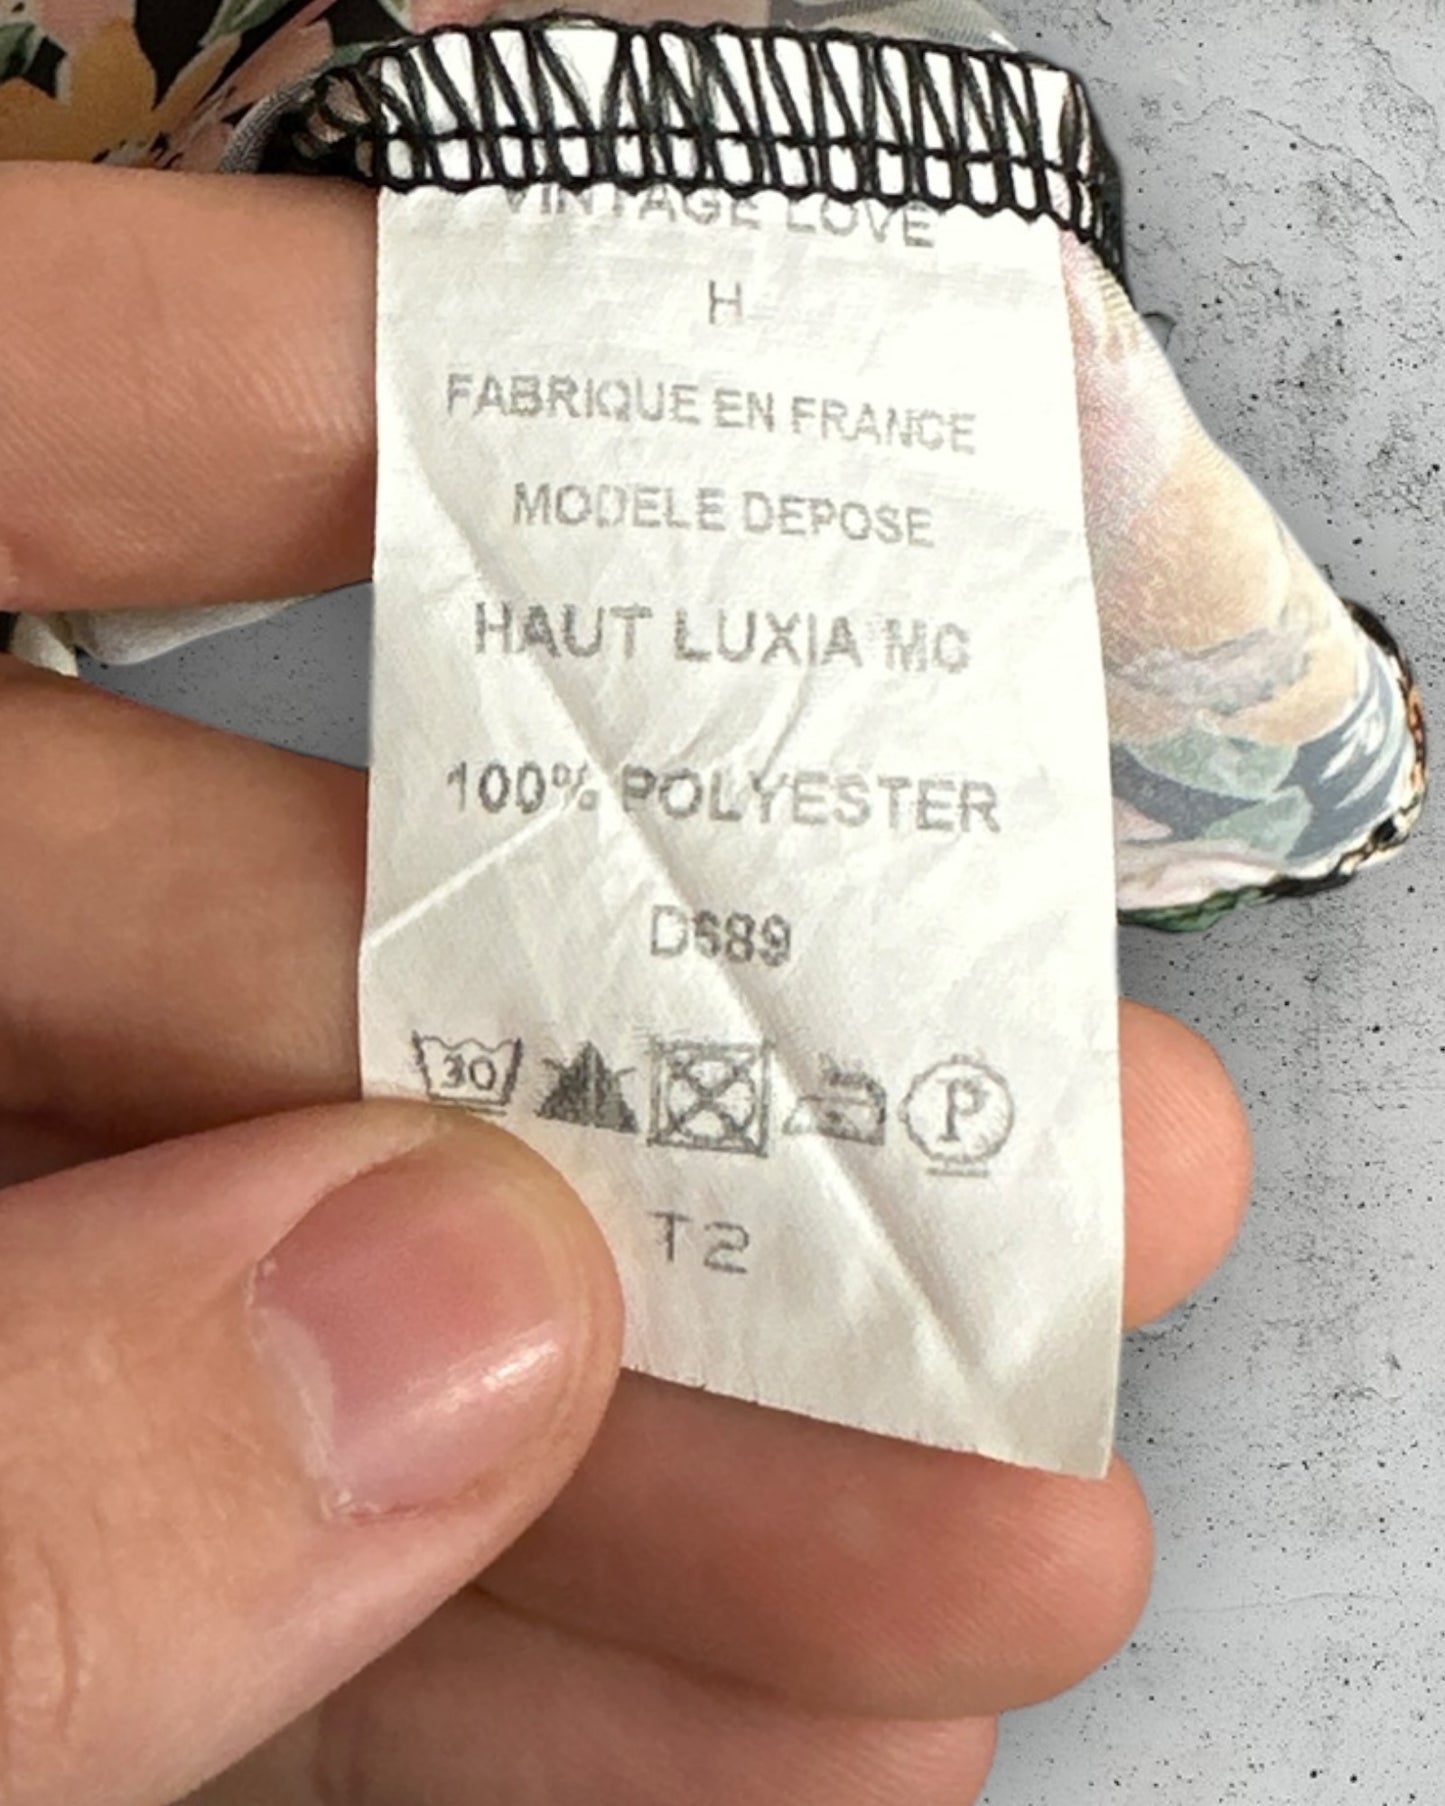 VINTAGE LOVE
H
FABRIQUE EN FRANCE
MODELE DEPOSE
HAUT LUXIA MC
100% POLYESTER
D689
30 P
T2